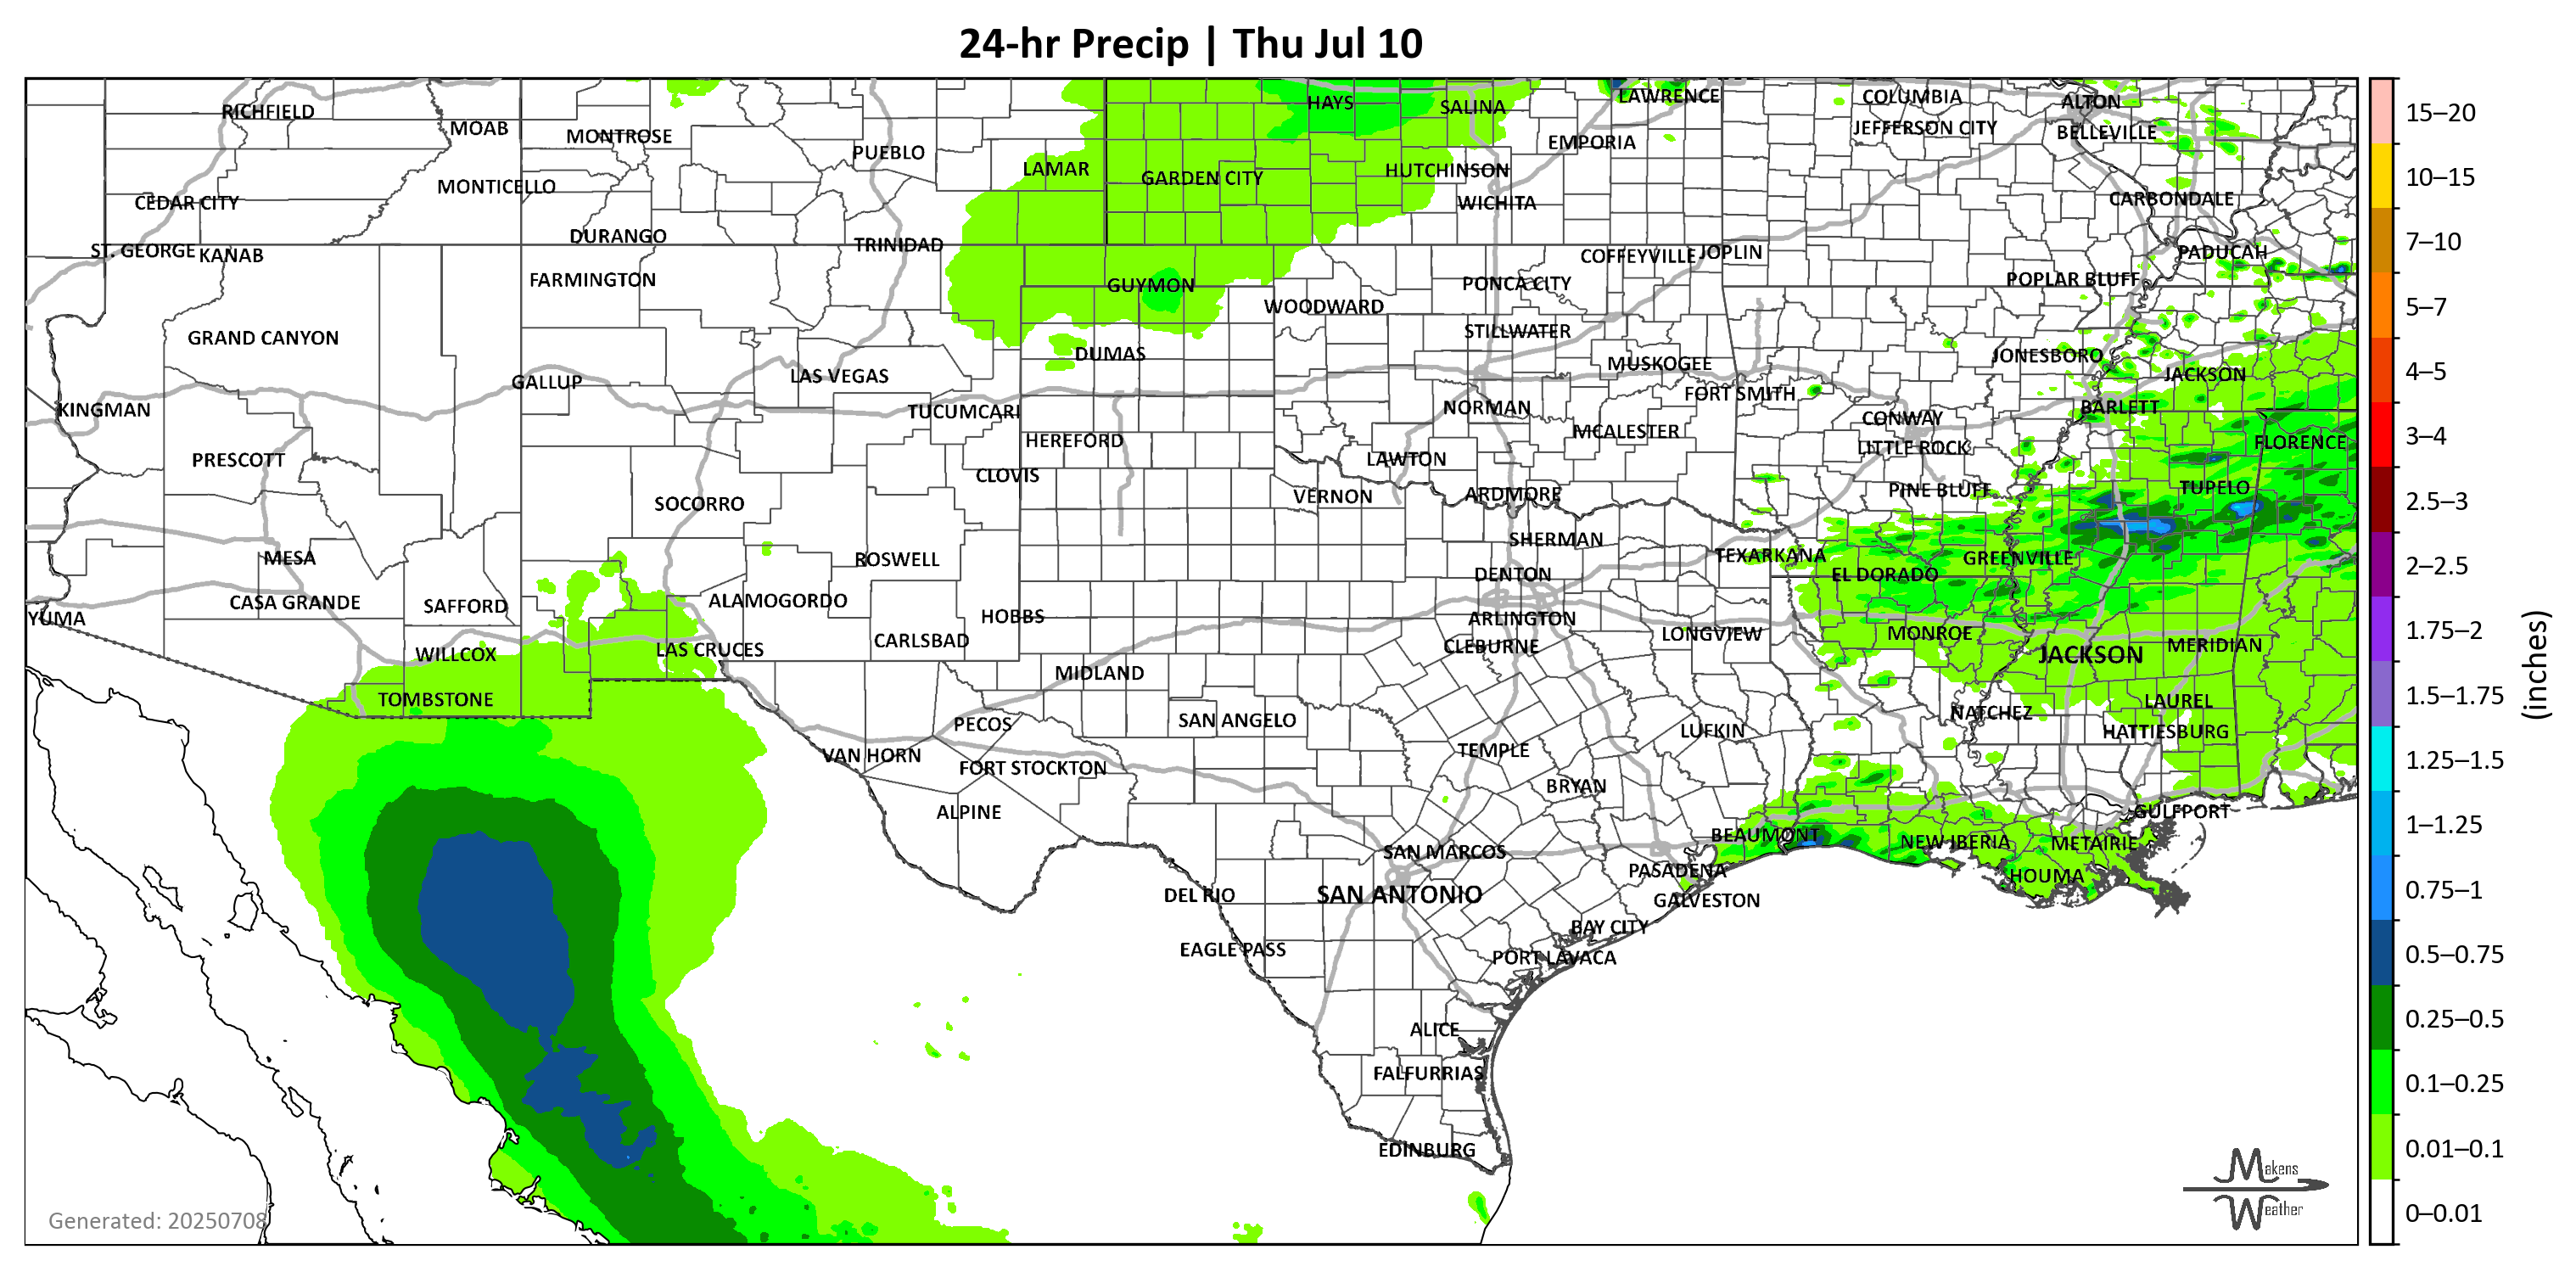 24-hr Precip | Thu Jul 10
RICHFIELD
MOAB
MONTROSE
PUEBLO
LAMAR
HAYS
SALINA
LAWRENCE
EMPORIA
COLUMBIA
JEFFERSON CITY
ALTON
BELLEVILLE
CEDAR CITY
MONTICELLO
GARDEN CITY
HUTCHINSON
WICHITA
CARBONDALE
ST. GEORGE
KANAB
DURANGO
TRINIDAD
COFFEYVILLE
JOPLIN
PADUCAH
FARMINGTON
GUYMON
WOODWARD
PONCA CITY
POPLAR BLUFF
GRAND CANYON
DUMAS
STILLWATER
MUSKOGEE
JONESBORO
JACKSON
GALLUP
LAS VEGAS
KINGMAN
TUCUMCARI
NORMAN
FORT SMITH
CONWAY
BARLETT
HEREFORD
MCALESTER
LITTLE ROCK
FLORENCE
PRESCOTT
CLOVIS
LAWTON
SOCORRO
VERNON
ARDMORE
PINE BLUFF
TUPELO
MESA
ROSWELL
SHERMAN
TEXARKANA
GREENVILLE
DENTON
EL DORADO
YUMA
CASA GRANDE
SAFFORD
ALAMOGORDO
HOBBS
ARLINGTON
CLEBURNE
LONGVIEW
MONROE
WILLCOX
LAS CRUCES
CARLSBAD
JACKSON
MERIDIAN
TOMBSTONE
MIDLAND
LAUREL
PECOS
SAN ANGELO
NATCHEZ
HATTIESBURG
VAN HORN
FORT STOCKTON
TEMPLE
LUFKIN
ALPINE
BRYAN
GULFPORT
SAN MARCOS
BEAUMONT
NEW IBERIA
METAIRIE
DEL RIO
SAN ANTONIO
PASADENA
GALVESTON
HOUMA
EAGLE PASS
BAY CITY
PORT LAVACA
ALICE
FALFURRIAS
EDINBURG
Generated: 20250708
Makens
Weather
15–20
10–15
7–10
5–7
4–5
3–4
2.5–3
2–2.5
1.75–2
1.5–1.75
1.25–1.5
1–1.25
0.75–1
0.5–0.75
0.25–0.5
0.1–0.25
0.01–0.1
0–0.01
(inches)